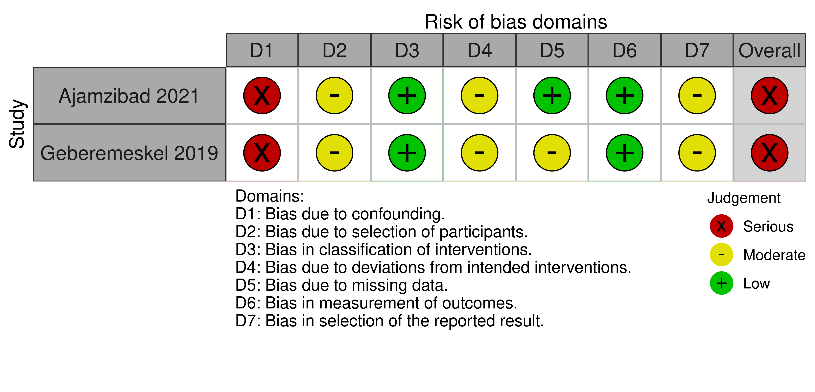 Risk of bias domains
D1 D2 D3 D4 D5 D6 D7 Overall
Study
Ajamzibad 2021 X - + - + + - X
Geberemeskel 2019 X - + - - + - X
Domains:
D1: Bias due to confounding.
D2: Bias due to selection of participants.
D3: Bias in classification of interventions.
D4: Bias due to deviations from intended interventions.
D5: Bias due to missing data.
D6: Bias in measurement of outcomes.
D7: Bias in selection of the reported result.
Judgement
X Serious
- Moderate
+ Low